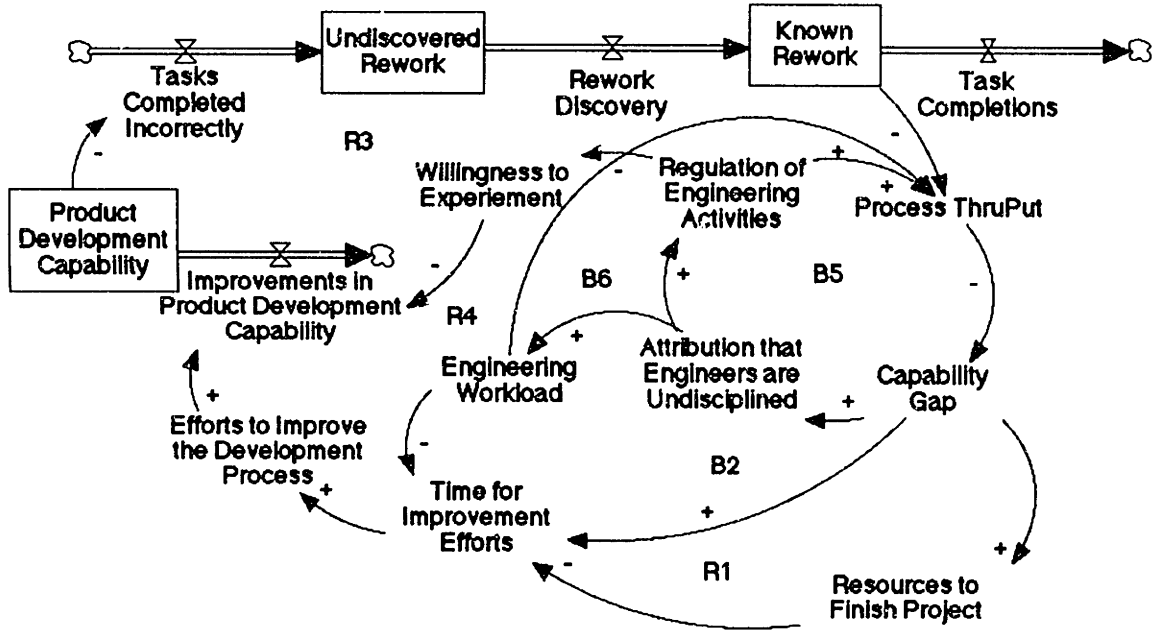 Undiscovered
Rework
Known
Rework
Tasks
Completed
Incorrectly
Rework
Discovery
Task
Completions
-
R3
-
Willingness to
Experiement
-
Regulation of
Engineering
Activities
+
+
Process ThruPut
Product
Development
Capability
Improvements in
Product Development
Capability
-
R4
B6
+
B5
-
+
Engineering
Workload
Attribution that
Engineers are
Undisciplined
+
Capability
Gap
+
Efforts to Improve
the Development
Process
-
+
B2
+
Time for
Improvement
Efforts
-
R1
+
Resources to
Finish Project